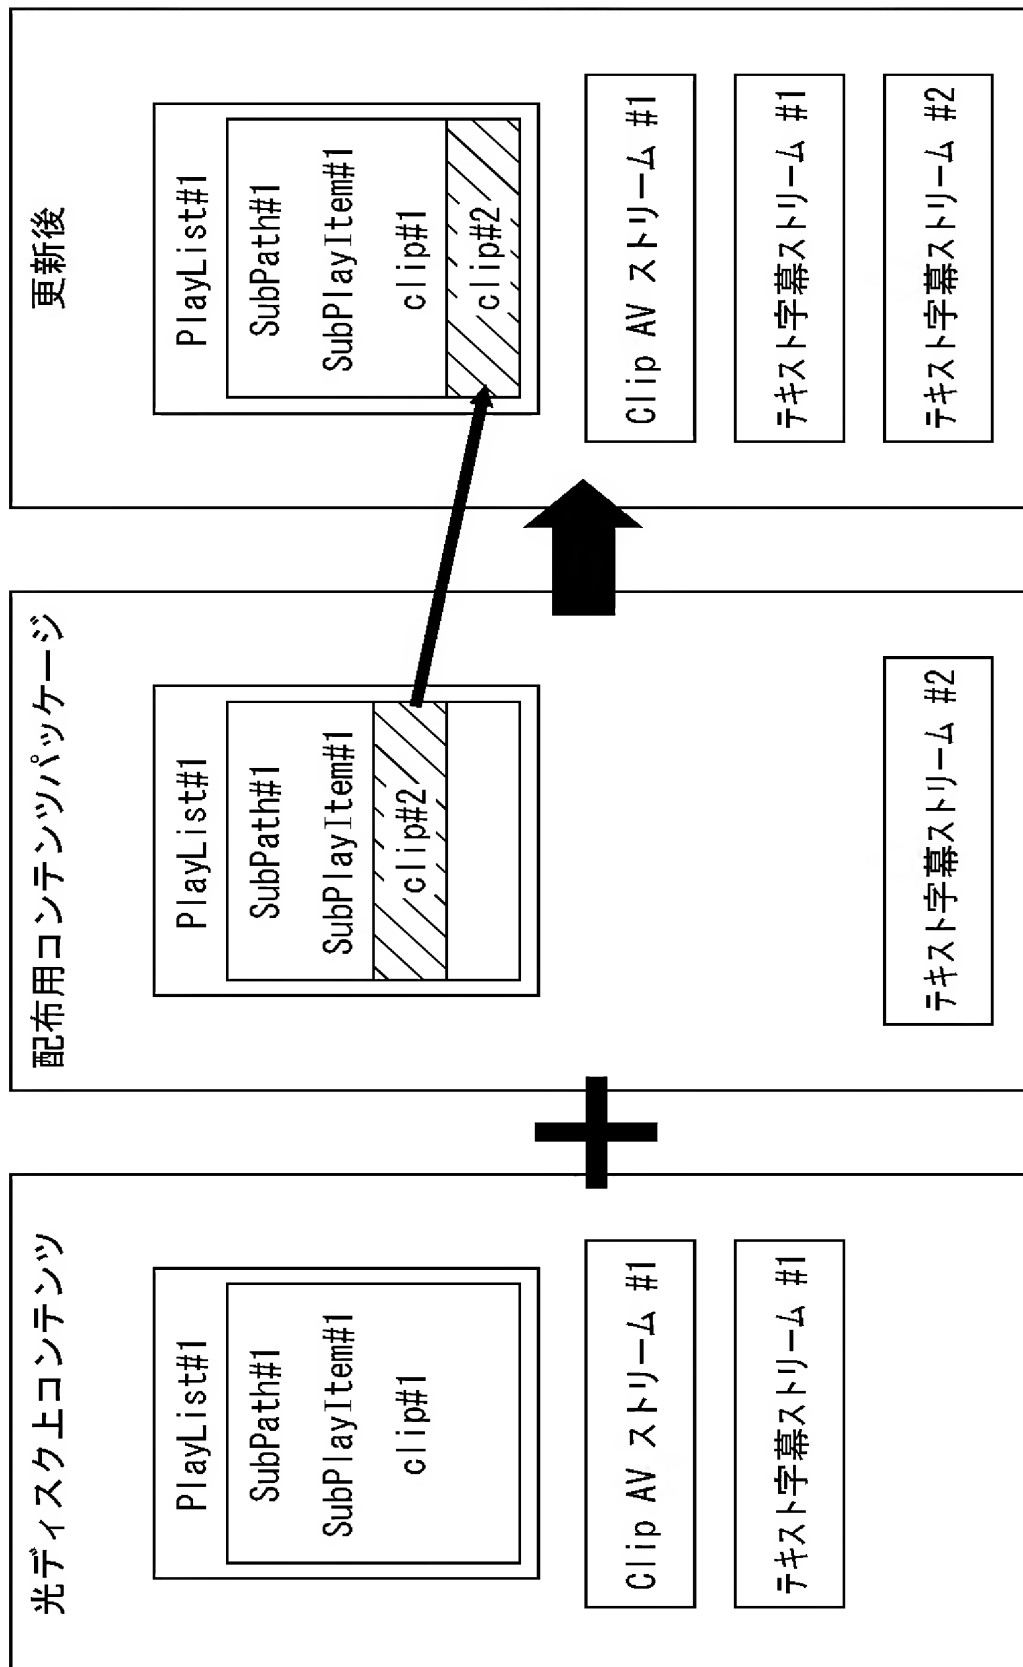 光ディスク上コンテンツ
PlayList#1
SubPath#1
SubPlayItem#1
clip#1
Clip AV ストリーム #1
テキスト字幕ストリーム #1
配布用コンテンツパッケージ
PlayList#1
SubPath#1
SubPlayItem#1
clip#2
テキスト字幕ストリーム #2
更新後
PlayList#1
SubPath#1
SubPlayItem#1
clip#1
clip#2
Clip AV ストリーム #1
テキスト字幕ストリーム #1
テキスト字幕ストリーム #2